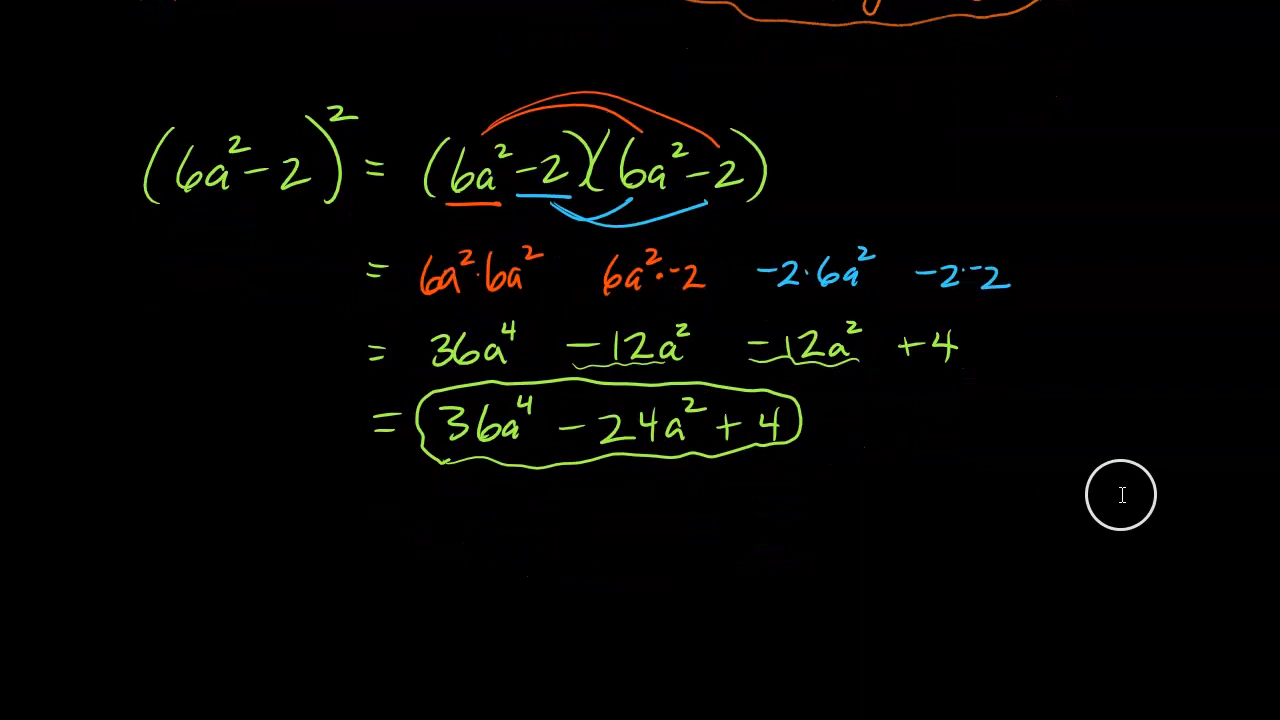 (6a² - 2)² = (6a² - 2)(6a² - 2)
= 6a² · 6a² 6a² · -2 -2 · 6a² -2 · -2
= 36a⁴ - 12a² - 12a² + 4
= 36a⁴ - 24a² + 4